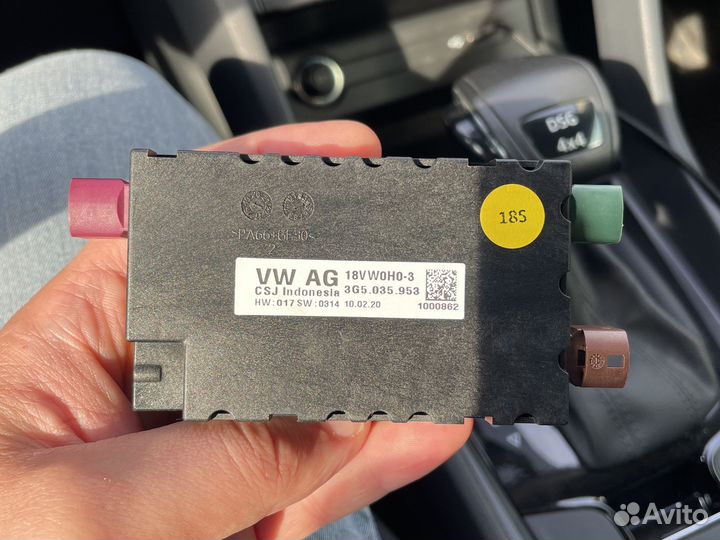 DSG
4x4
PA66+GF30
185
VW AG 18VW0H0-3
CSJ Indonesia 3G5.035.953
HW:017 SW:0314 10.02.20 1000862
Avito